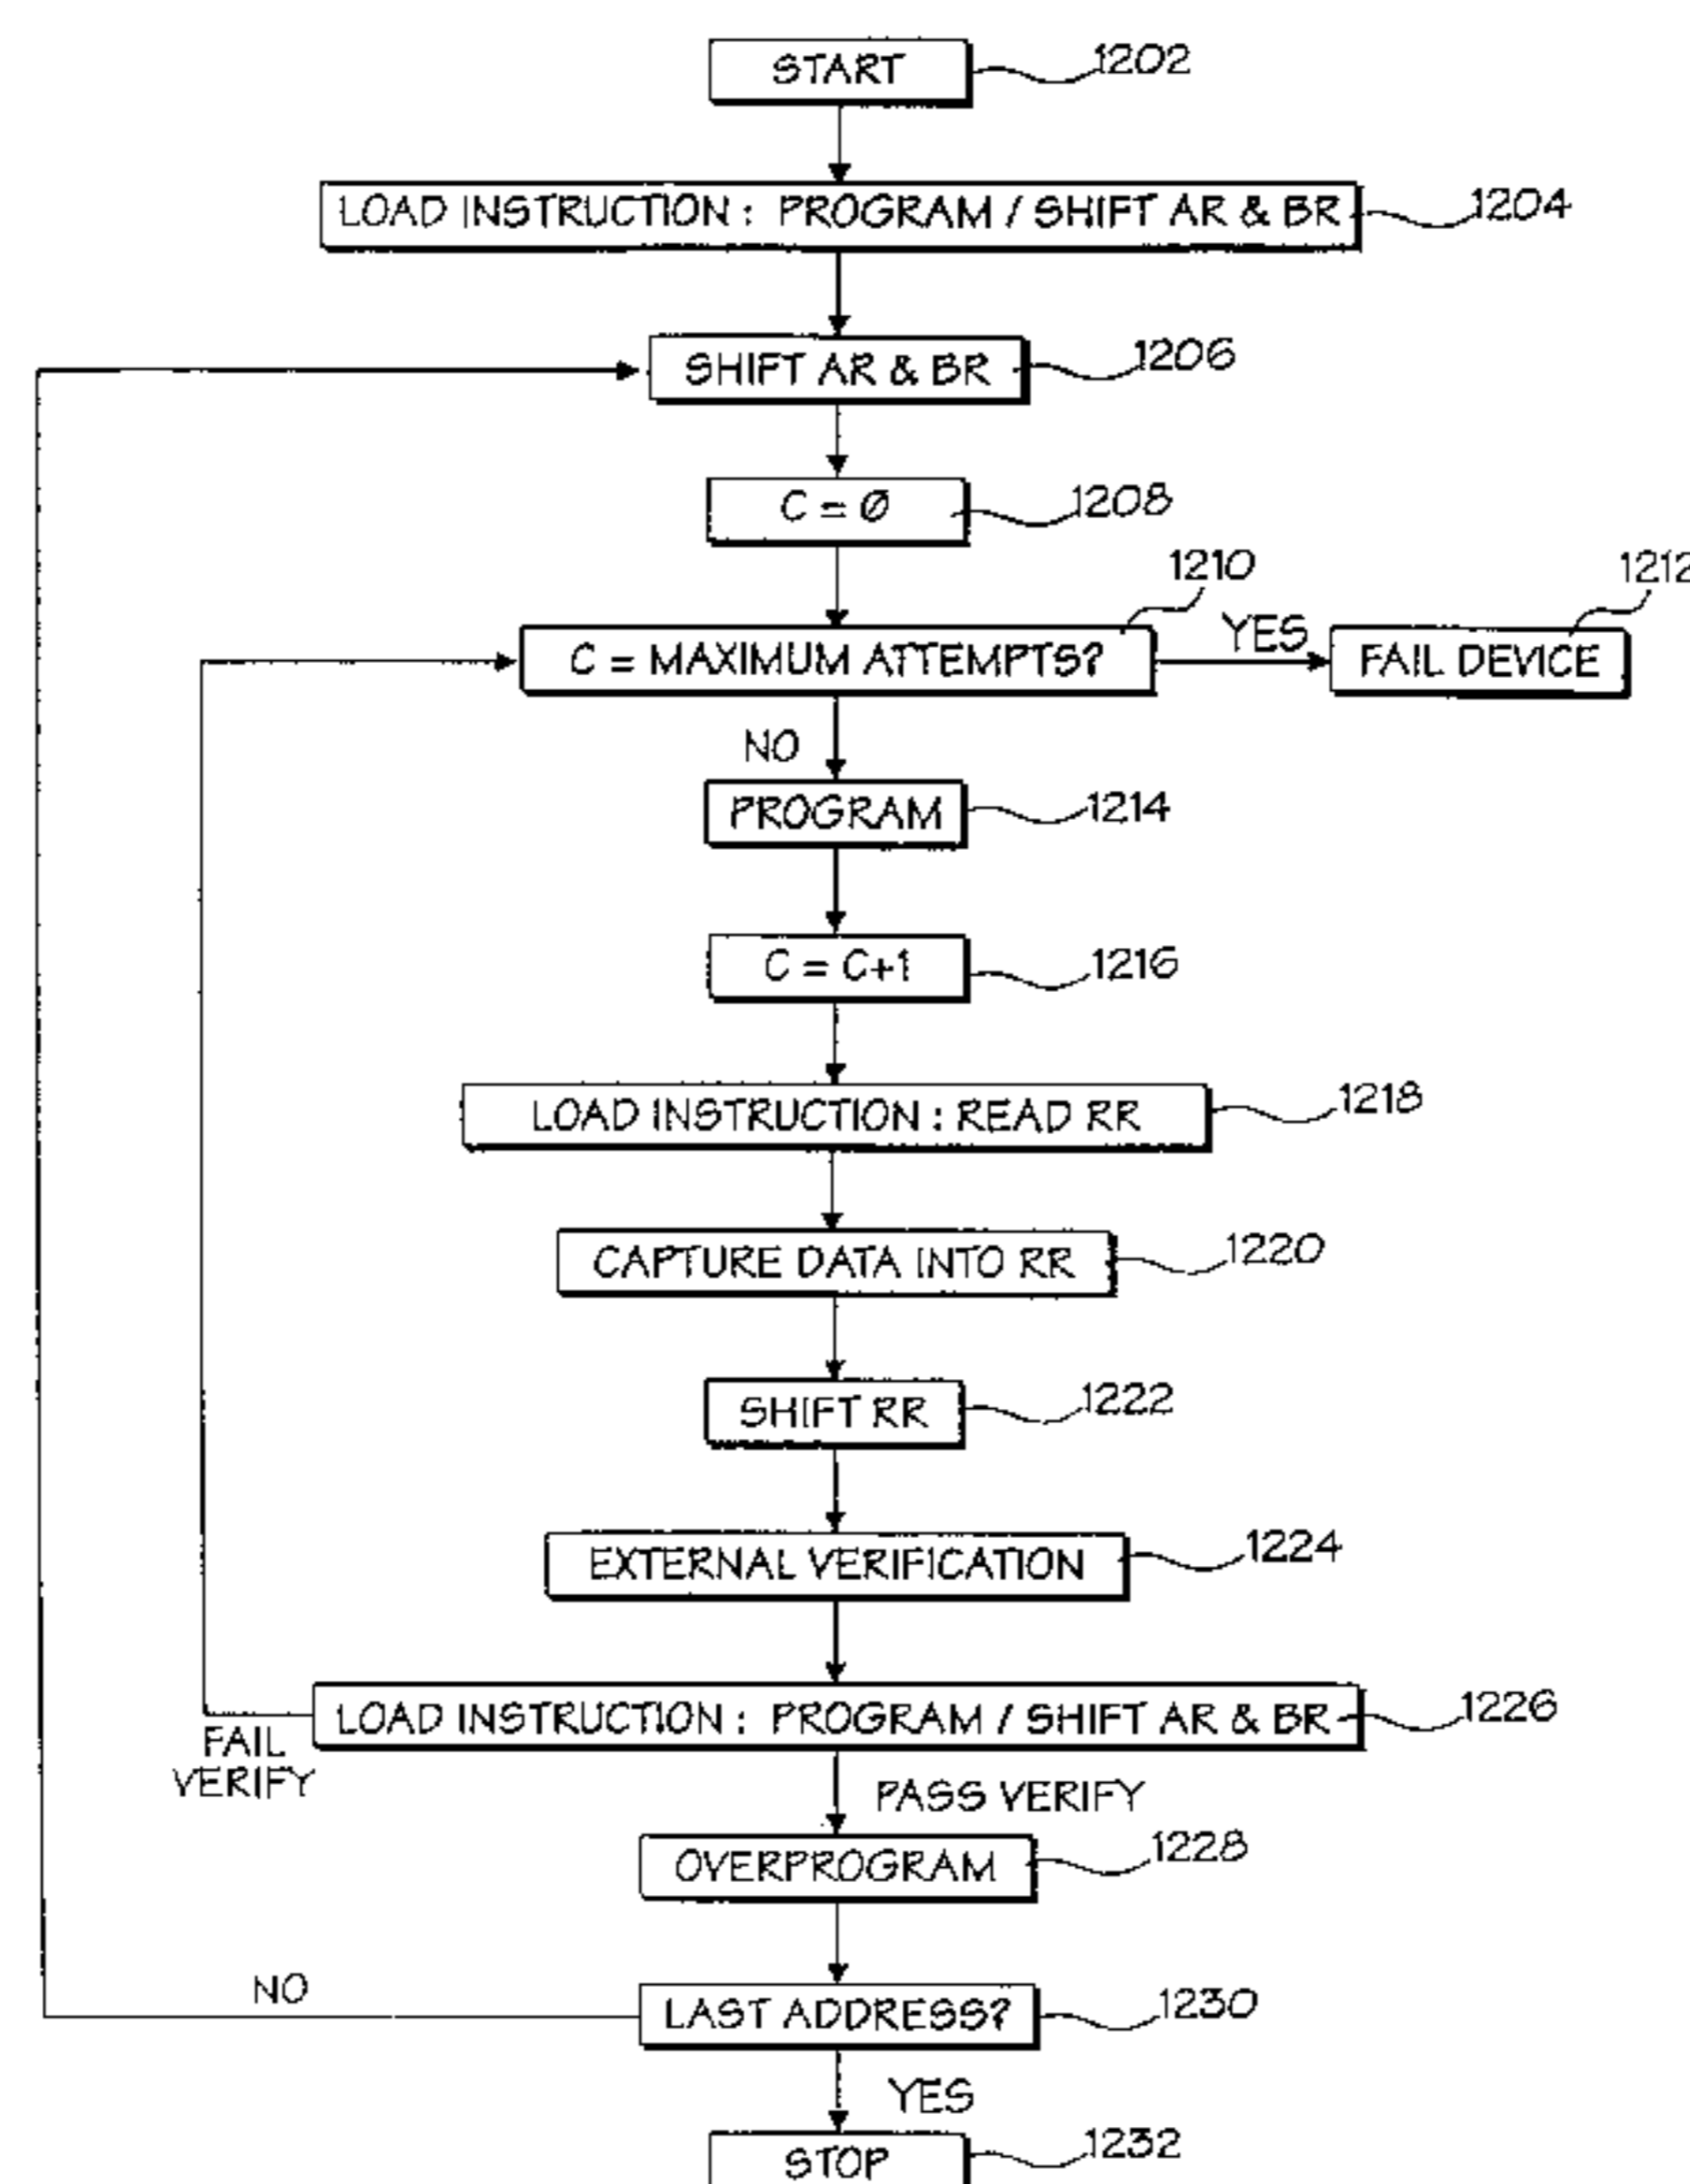 START
1202
LOAD INSTRUCTION : PROGRAM / SHIFT AR & BR
1204
SHIFT AR & BR
1206
C = Ø
1208
1210
1212
C = MAXIMUM ATTEMPTS?
YES
FAIL DEVICE
NO
PROGRAM
1214
C = C+1
1216
LOAD INSTRUCTION : READ RR
1218
CAPTURE DATA INTO RR
1220
SHIFT RR
1222
EXTERNAL VERIFICATION
1224
LOAD INSTRUCTION : PROGRAM / SHIFT AR & BR
1226
FAIL
VERIFY
PASS VERIFY
OVERPROGRAM
1228
NO
LAST ADDRESS?
1230
YES
STOP
1232